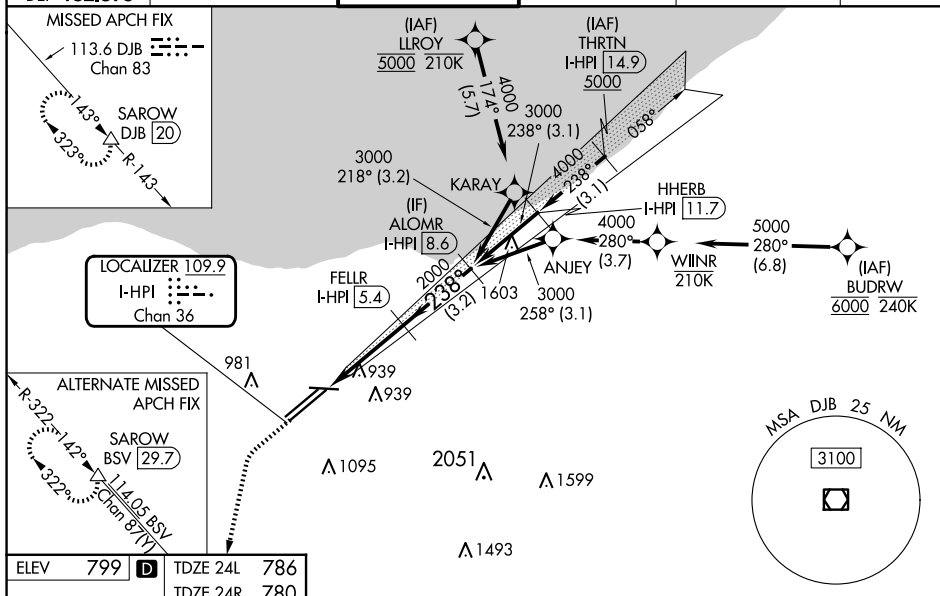 MISSED APCH FIX
113.6 DJB
Chan 83
143°
323°
SAROW
DJB 20
R-143
(IAF)
LLROY
5000 210K
4000
174°
(5.7)
(IAF)
THRTN
I-HPI 14.9
5000
3000
238° (3.1)
4000
238°
(3.1)
058°
3000
218° (3.2)
KARAY
HHERB
I-HPI 11.7
(IF)
ALOMR
I-HPI 8.6
4000
280°
(3.7)
5000
280°
(6.8)
ANJEY
WIINR
210K
(IAF)
BUDRW
6000 240K
LOCALIZER 109.9
I-HPI
Chan 36
FELLR
I-HPI 5.4
2000
238°
(3.2)
1603
3000
258° (3.1)
981
939
939
ALTERNATE MISSED
APCH FIX
R-322
142°
322°
SAROW
BSV 29.7
114.05 BSV
Chan 87(Y)
1095
2051
1599
1493
MSA DJB 25 NM
3100
ELEV 799 D
TDZE 24L 786
TDZE 24R 780